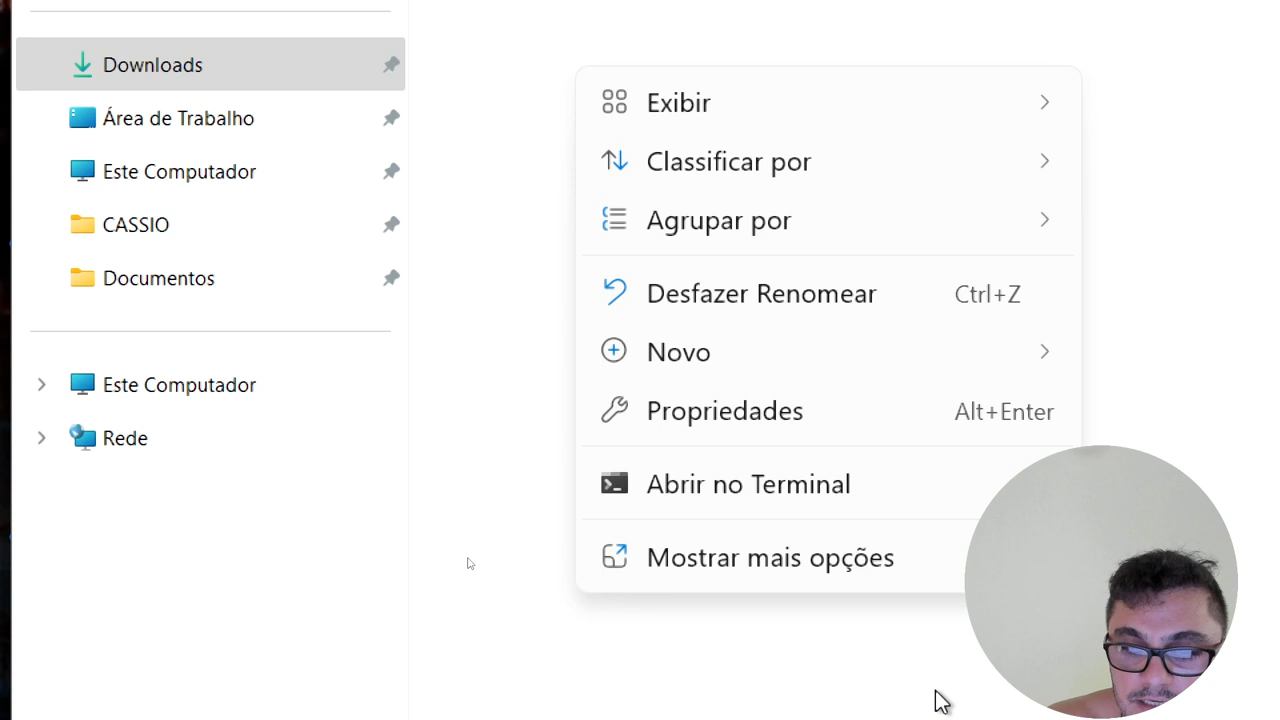 Downloads
Área de Trabalho
Este Computador
CASSIO
Documentos
Este Computador
Rede
Exibir
Classificar por
Agrupar por
Desfazer Renomear Ctrl+Z
Novo
Propriedades Alt+Enter
Abrir no Terminal
Mostrar mais opções